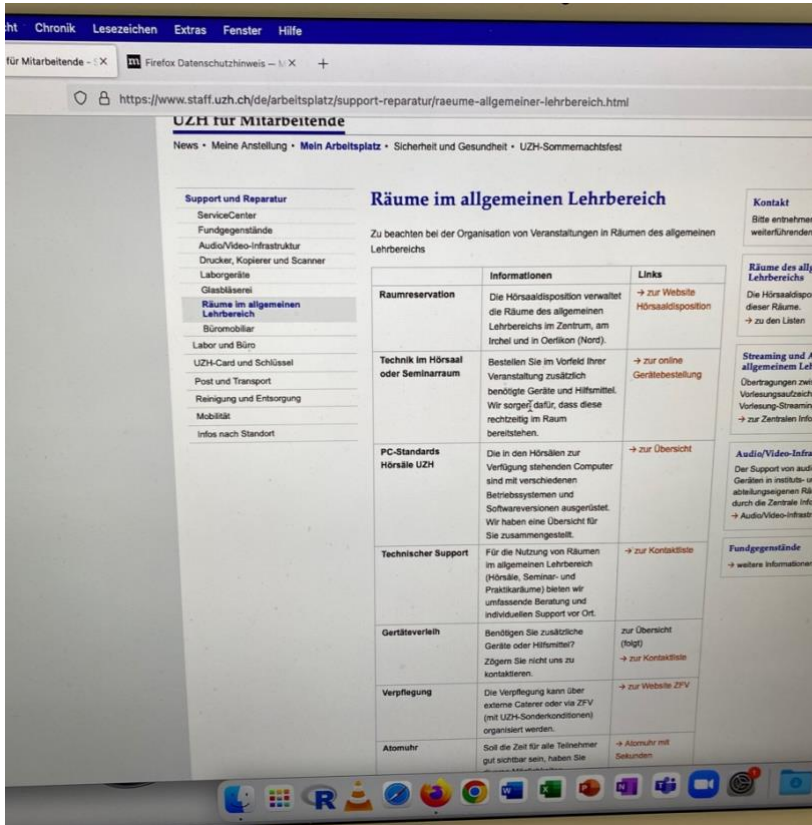 Chronik Lesezeichen Extras Fenster Hilfe
für Mitarbeitende -
Firefox Datenschutzhinweis —
https://www.staff.uzh.ch/de/arbeitsplatz/support-reparatur/raeume-allgemeiner-lehrbereich.html
UZH für Mitarbeitende
News • Meine Anstellung • Mein Arbeitsplatz • Sicherheit und Gesundheit • UZH-Sommernachtsfest
Support und Reparatur
ServiceCenter
Fundgegenstände
Audio/Video-Infrastruktur
Drucker, Kopierer und Scanner
Laborgeräte
Glasbläserei
Räume im allgemeinen
Lehrbereich
Büromobiliar
Labor und Büro
UZH-Card und Schlüssel
Post und Transport
Reinigung und Entsorgung
Mobilität
Infos nach Standort
Räume im allgemeinen Lehrbereich
Zu beachten bei der Organisation von Veranstaltungen in Räumen des allgemeinen
Lehrbereichs
Informationen
Links
Raumreservation
Die Hörsaaldisposition verwaltet
die Räume des allgemeinen
Lehrbereichs im Zentrum, am
Irchel und in Oerlikon (Nord).
→ zur Website
Hörsaaldisposition
Technik im Hörsaal
oder Seminarraum
Bestellen Sie im Vorfeld Ihrer
Veranstaltung zusätzlich
benötigte Geräte und Hilfsmittel.
Wir sorgen dafür, dass diese
rechtzeitig im Raum
bereitstehen.
→ zur online
Gerätebestellung
PC-Standards
Hörsäle UZH
Die in den Hörsälen zur
Verfügung stehenden Computer
sind mit verschiedenen
Betriebssystemen und
Softwareversionen ausgerüstet.
Wir haben eine Übersicht für
Sie zusammengestellt.
→ zur Übersicht
Technischer Support
Für die Nutzung von Räumen
im allgemeinen Lehrbereich
(Hörsäle, Seminar- und
Praktikaräume) bieten wir
umfassende Beratung und
individuellen Support vor Ort.
→ zur Kontaktliste
Gertäteverleih
Benötigen Sie zusätzliche
Geräte oder Hilfsmittel?
Zögern Sie nicht uns zu
kontaktieren.
zur Übersicht
(folgt)
→ zur Kontaktliste
Verpflegung
Die Verpflegung kann über
externe Caterer oder via ZFV
(mit UZH-Sonderkonditionen)
organisiert werden.
→ zur Website ZFV
Atomuhr
Soll die Zeit für alle Teilnehmer
gut sichtbar sein, haben Sie
→ Atomuhr mit
Sekunden
Kontakt
Bitte entnehmen
weiterführenden
Räume des allg
Lehrbereichs
Die Hörsaaldispo
dieser Räume.
→ zu den Listen
Streaming und A
allgemeinem Leh
Übertragungen zwi
Vorlesungsaufzeich
Vorlesung-Streamin
→ zur Zentralen Info
Audio/Video-Infra
Der Support von audi
Geräten in instituts- u
abteilungseigenen Rä
durch die Zentrale Info
→ Audio/Video-Infrastr
Fundgegenstände
→ weitere Informationen